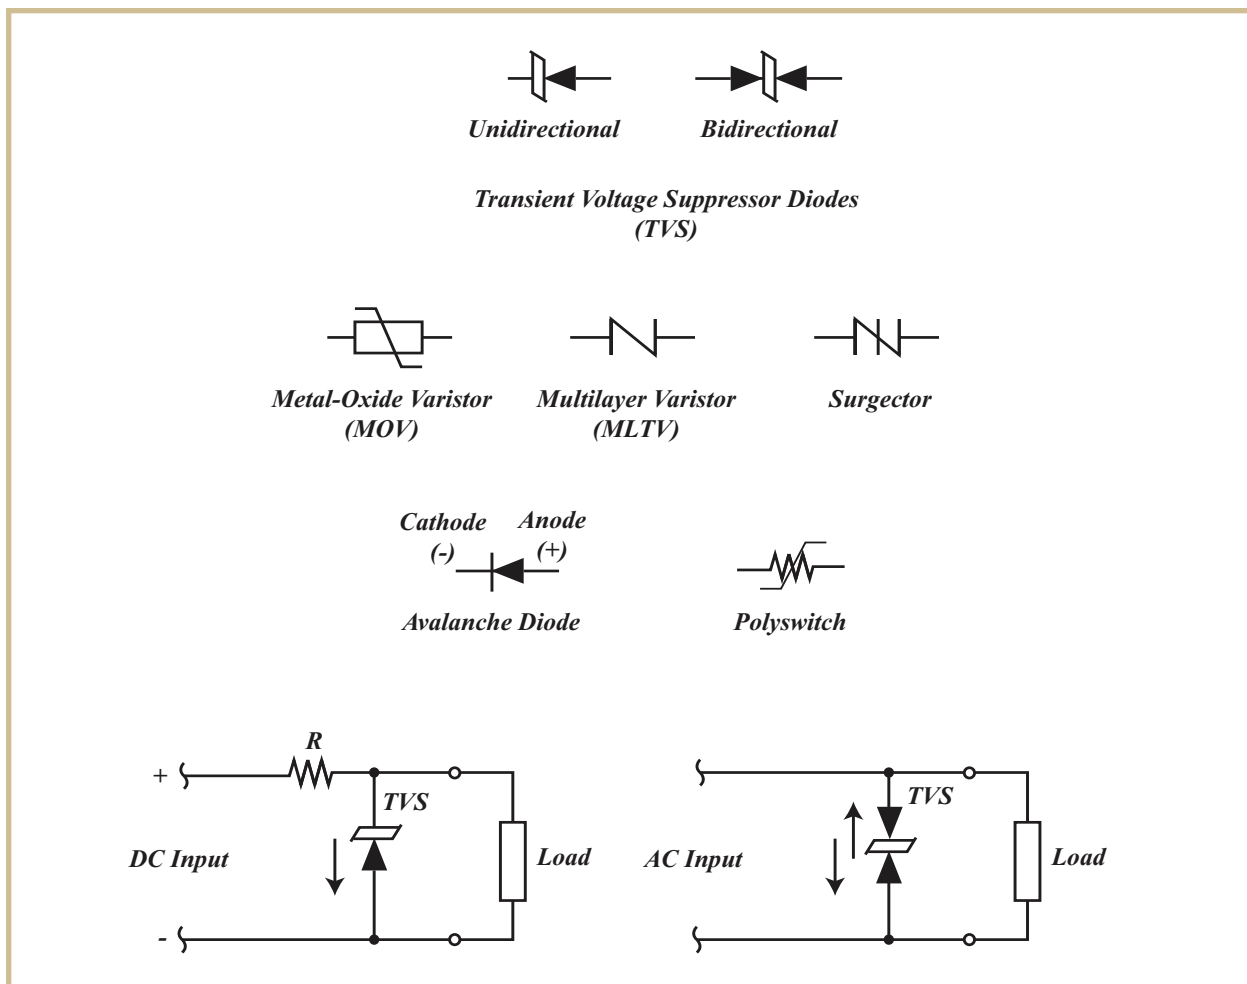 Unidirectional
Bidirectional
Transient Voltage Suppressor Diodes
(TVS)
Metal-Oxide Varistor
(MOV)
Multilayer Varistor
(MLTV)
Surgector
Cathode
(-)
Anode
(+)
Avalanche Diode
Polyswitch
R
+
TVS
DC Input
Load
-
TVS
AC Input
Load